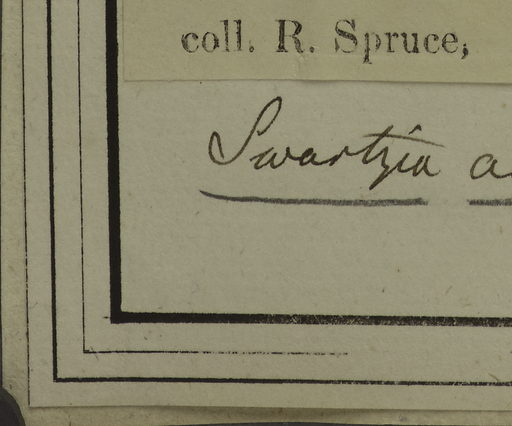 coll. R. Spruce,
Swartzia